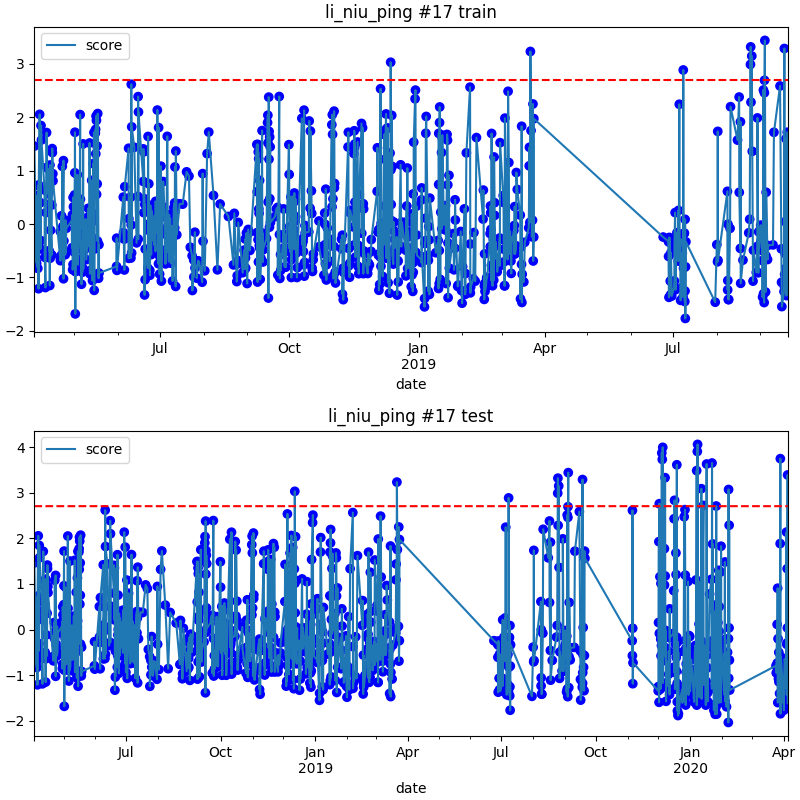 li_niu_ping #17 train
score
3
2
1
0
−1
−2
Jul
Oct
Jan
2019
Apr
Jul
date
li_niu_ping #17 test
score
4
3
2
1
0
−1
−2
Jul
Oct
Jan
2019
Apr
Jul
Oct
Jan
2020
Apr
date